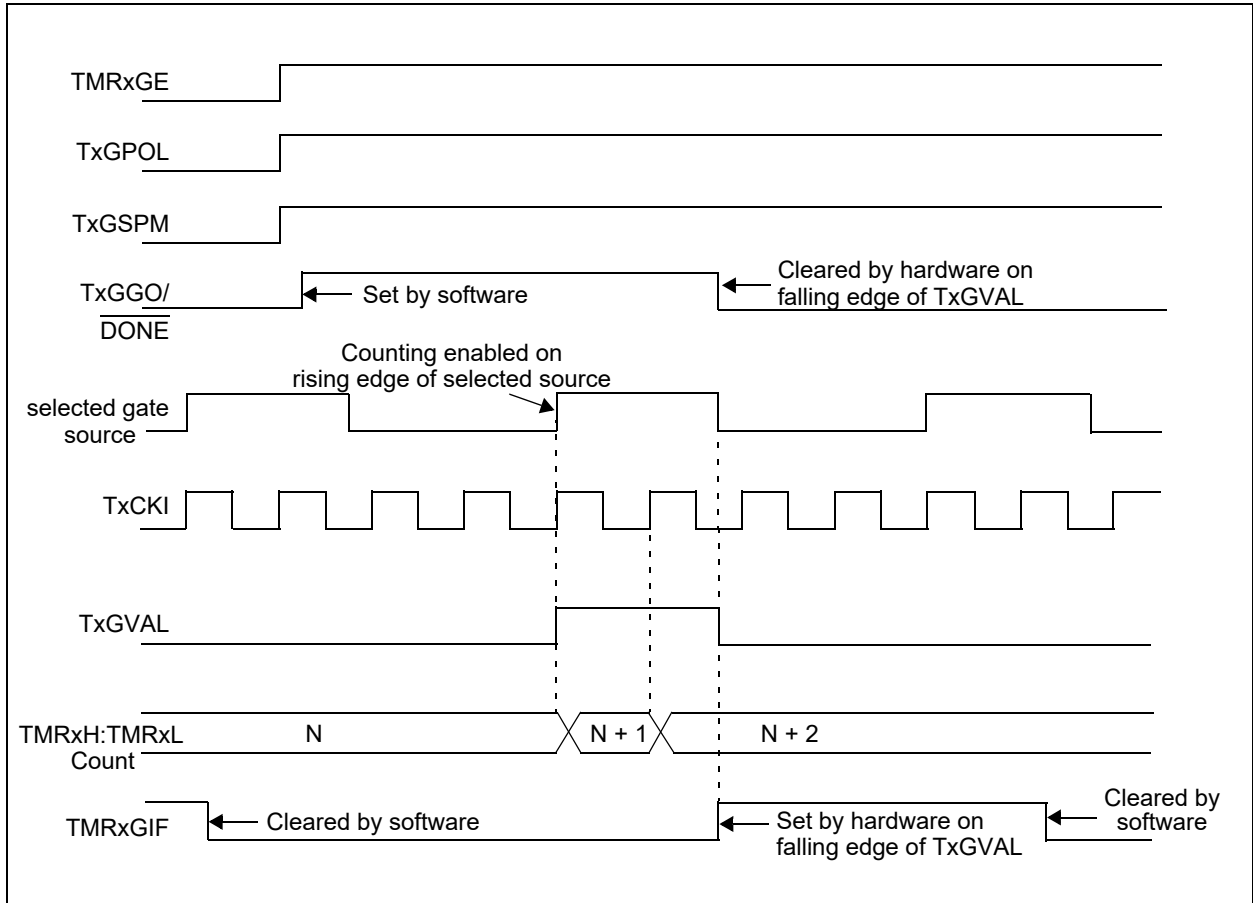 TMRxGE
TxGPOL
TxGSPM
TxGGO/
DONE
Set by software
Cleared by hardware on
falling edge of TxGVAL
Counting enabled on
rising edge of selected source
selected gate
source
TxCKI
TxGVAL
TMRxH:TMRxL
Count
N
N + 1
N + 2
TMRxGIF
Cleared by software
Set by hardware on
falling edge of TxGVAL
Cleared by
software